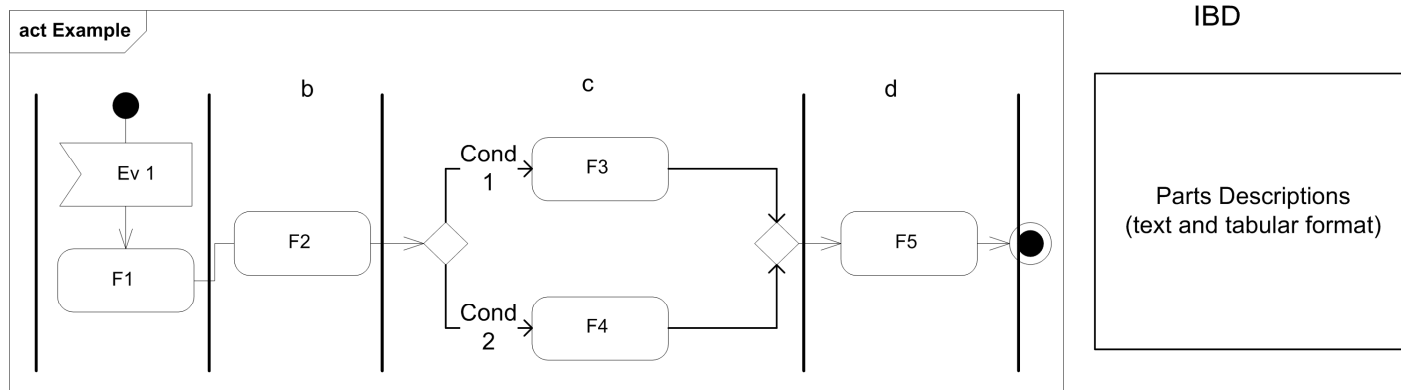 act Example
IBD
b
c
d
Ev 1
F1
F2
Cond
1
F3
Cond
2
F4
F5
Parts Descriptions
(text and tabular format)